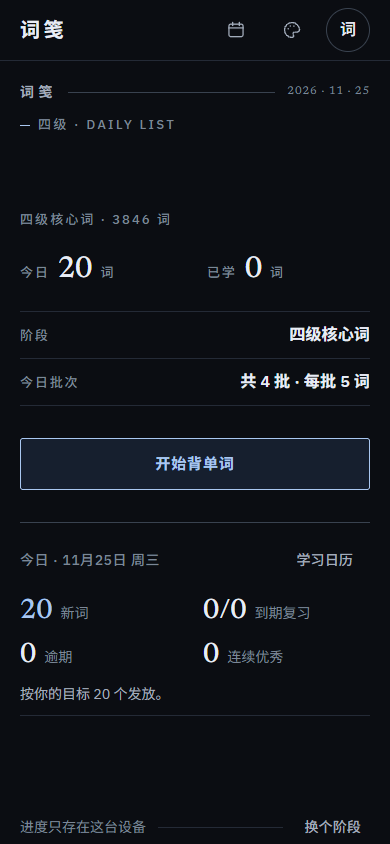 词笺
词
词笺 2026 · 11 · 25
— 四级 · DAILY LIST
四级核心词 · 3846 词
今日 20 词 已学 0 词
阶段 四级核心词
今日批次 共 4 批 · 每批 5 词
开始背单词
今日 · 11月25日 周三 学习日历
20 新词 0/0 到期复习
0 逾期 0 连续优秀
按你的目标 20 个发放。
进度只存在这台设备 换个阶段